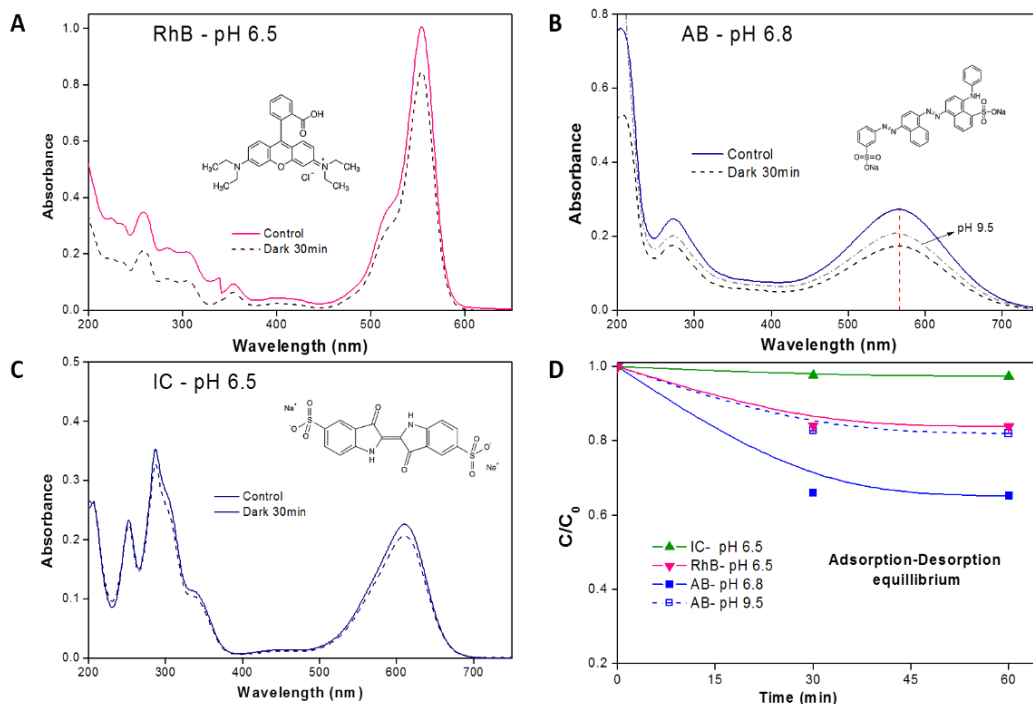 A
RhB - pH 6.5
Absorbance
1.0
0.8
0.6
0.4
0.2
0.0
200
300
400
500
600
Wavelength (nm)
OH
O
H₃C
N
O
N⁺
CH₃
H₃C
Cl⁻
CH₃
Control
Dark 30min
B
AB - pH 6.8
Absorbance
0.8
0.6
0.4
0.2
0.0
200
300
400
500
600
700
Wavelength (nm)
NH
O
S
ONa
O
N
N
N
N
O
S
O
ONa
Control
Dark 30min
pH 9.5
C
IC - pH 6.5
Absorbance
0.5
0.4
0.3
0.2
0.1
0.0
200
300
400
500
600
700
Wavelength (nm)
Na⁺
O
S
O⁻
O
O
H
N
N
H
O
O
S
O⁻
O
Na⁺
Control
Dark 30min
D
C/C₀
1.0
0.8
0.6
0.4
0.2
0
15
30
45
60
Time (min)
IC- pH 6.5
RhB- pH 6.5
AB- pH 6.8
AB- pH 9.5
Adsorption-Desorption
equillibrium